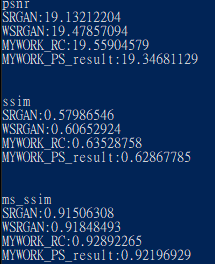 psnr
SRGAN:19.13212204
WSRGAN:19.47857094
MYWORK_RC:19.55904579
MYWORK_PS_result:19.34681129
ssim
SRGAN:0.57986546
WSRGAN:0.60652924
MYWORK_RC:0.63528758
MYWORK_PS_result:0.62867785
ms_ssim
SRGAN:0.91506308
WSRGAN:0.91848493
MYWORK_RC:0.92892265
MYWORK_PS_result:0.92196929